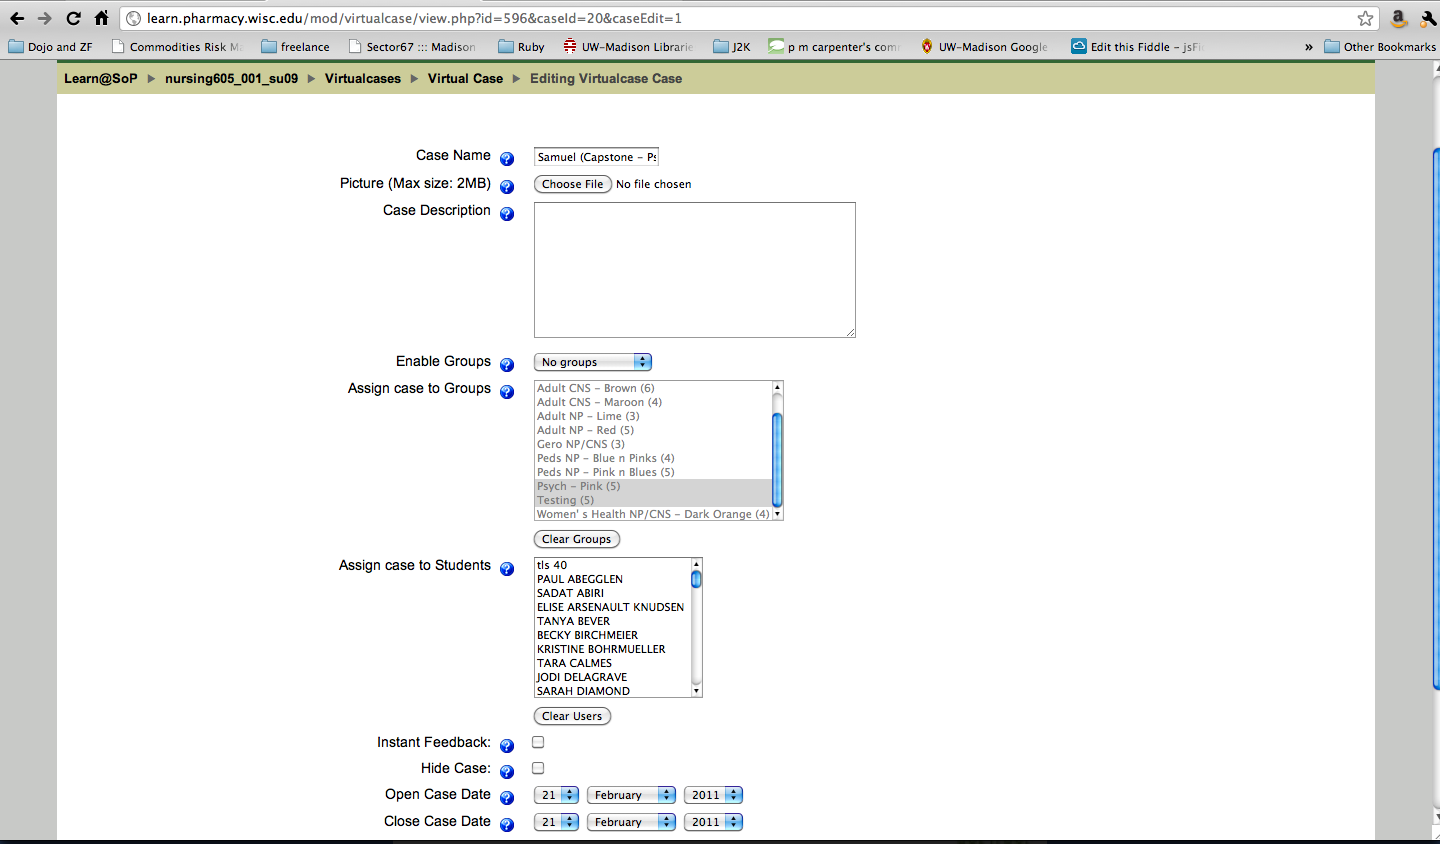 learn.pharmacy.wisc.edu/mod/virtualcase/view.php?id=596&caseId=20&caseEdit=1
Dojo and ZF Commodities Risk M freelance Sector67 ::: Madison Ruby UW-Madison Librarie J2K p m carpenter's com UW-Madison Google Edit this Fiddle - jsFi » Other Bookmarks
Learn@SoP ► nursing605_001_su09 ► Virtualcases ► Virtual Case ► Editing Virtualcase Case
Case Name ? Samuel (Capstone - Ps
Picture (Max size: 2MB) ? Choose File No file chosen
Case Description ?
Enable Groups ? No groups
Assign case to Groups ?
Adult CNS - Brown (6)
Adult CNS - Maroon (4)
Adult NP - Lime (3)
Adult NP - Red (5)
Gero NP/CNS (3)
Peds NP - Blue n Pinks (4)
Peds NP - Pink n Blues (5)
Psych - Pink (5)
Testing (5)
Women' s Health NP/CNS - Dark Orange (4)
Clear Groups
Assign case to Students ?
tls 40
PAUL ABEGGLEN
SADAT ABIRI
ELISE ARSENAULT KNUDSEN
TANYA BEVER
BECKY BIRCHMEIER
KRISTINE BOHRMUELLER
TARA CALMES
JODI DELAGRAVE
SARAH DIAMOND
Clear Users
Instant Feedback: ?
Hide Case: ?
Open Case Date ? 21 February 2011
Close Case Date ? 21 February 2011